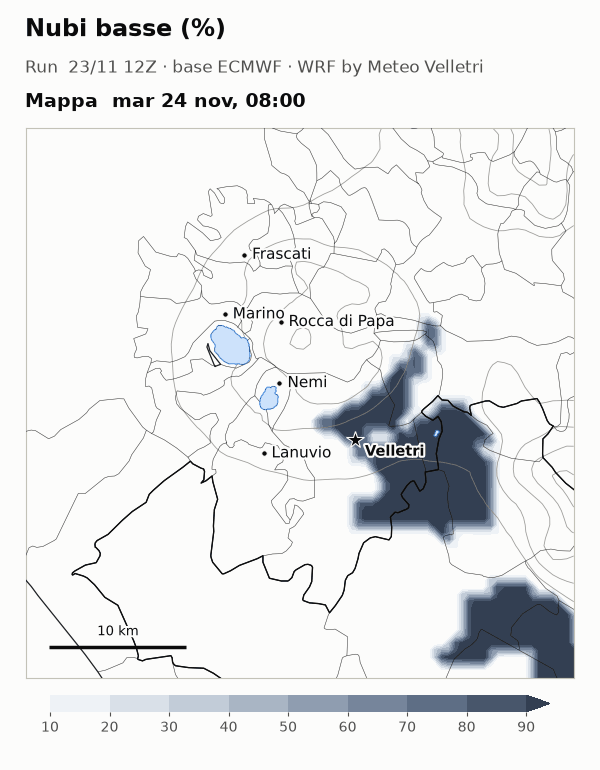 Nubi basse (%)
Run  23/11 12Z · base ECMWF · WRF by Meteo Velletri
Mappa  mar 24 nov, 08:00
Frascati
Marino
Rocca di Papa
Nemi
Velletri
Lanuvio
10 km
10 20 30 40 50 60 70 80 90